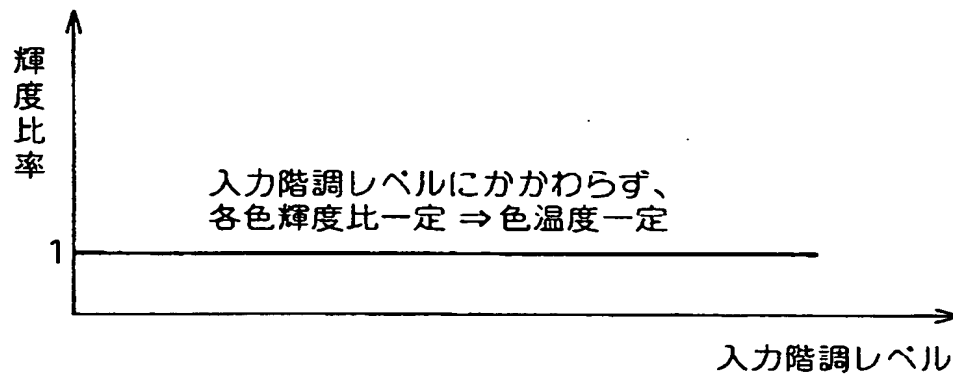 輝度比率
入力階調レベルにかかわらず、
各色輝度比一定 ⇒ 色温度一定
1
入力階調レベル